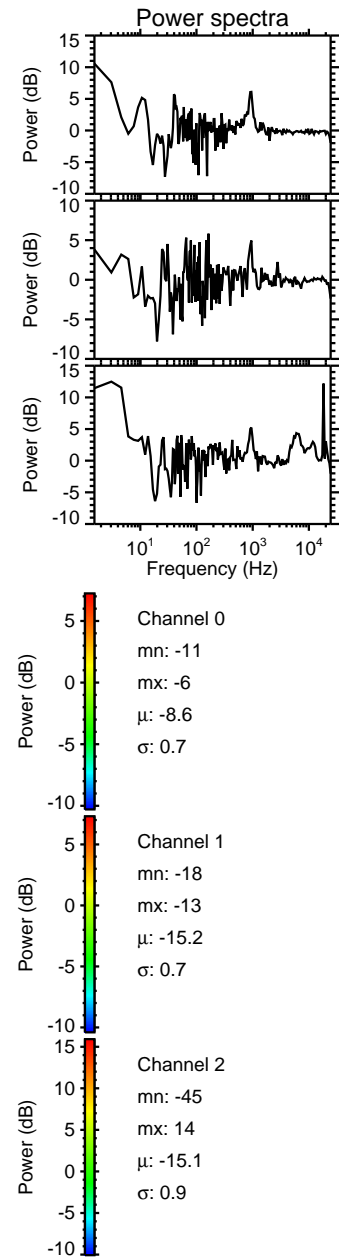 Power spectra
15
10
5
0
-5
-10
Power (dB)
10
5
0
-5
-10
Power (dB)
15
10
5
0
-5
-10
Power (dB)
10¹ 10² 10³ 10⁴
Frequency (Hz)
5
0
-5
-10
Power (dB)
Channel 0
mn: -11
mx: -6
μ: -8.6
σ: 0.7
5
0
-5
-10
Power (dB)
Channel 1
mn: -18
mx: -13
μ: -15.2
σ: 0.7
15
10
5
0
-5
-10
Power (dB)
Channel 2
mn: -45
mx: 14
μ: -15.1
σ: 0.9